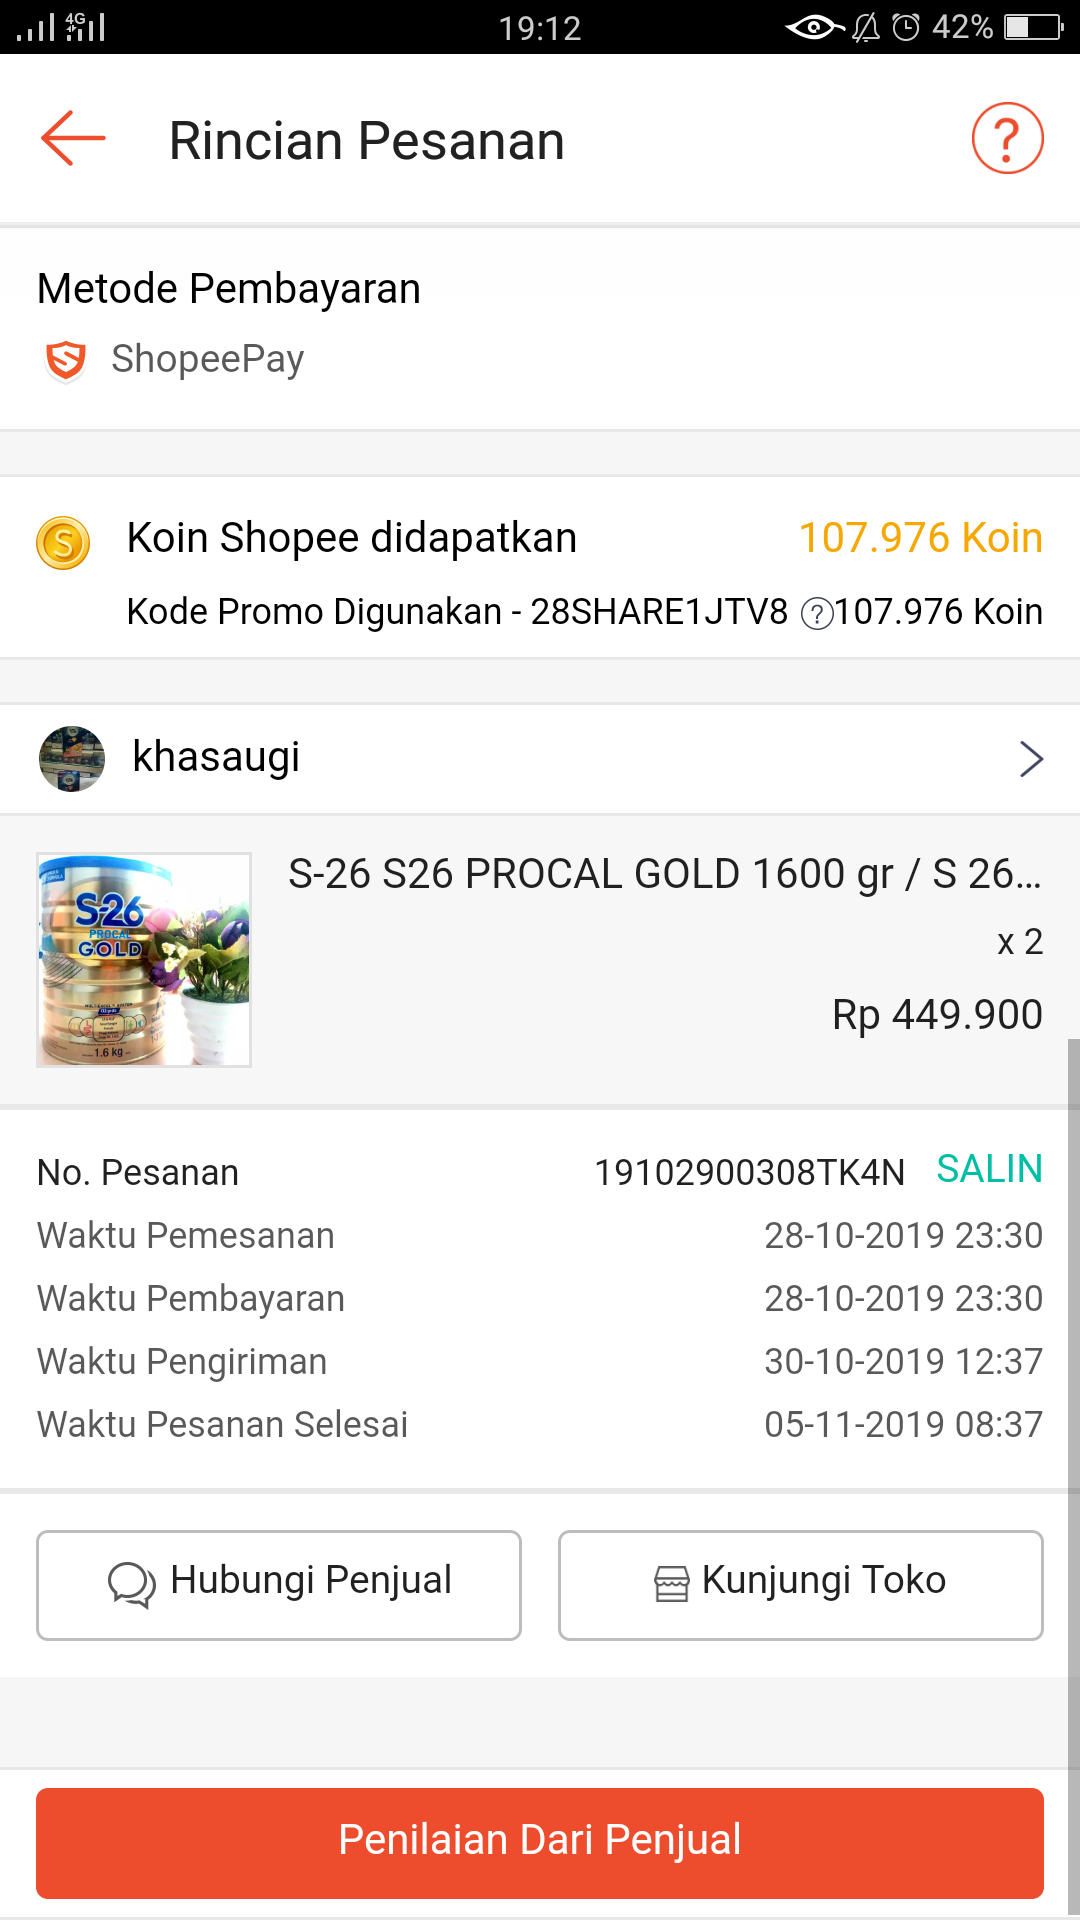 4G 19:12 42%
Rincian Pesanan ?
Metode Pembayaran
ShopeePay
S Koin Shopee didapatkan 107.976 Koin
Kode Promo Digunakan - 28SHARE1JTV8 ? 107.976 Koin
khasaugi
S-26 S26 PROCAL GOLD 1600 gr / S 26...
x 2
Rp 449.900
S-26
PROCAL
GOLD
1.6 kg
No. Pesanan 19102900308TK4N SALIN
Waktu Pemesanan 28-10-2019 23:30
Waktu Pembayaran 28-10-2019 23:30
Waktu Pengiriman 30-10-2019 12:37
Waktu Pesanan Selesai 05-11-2019 08:37
Hubungi Penjual Kunjungi Toko
Penilaian Dari Penjual